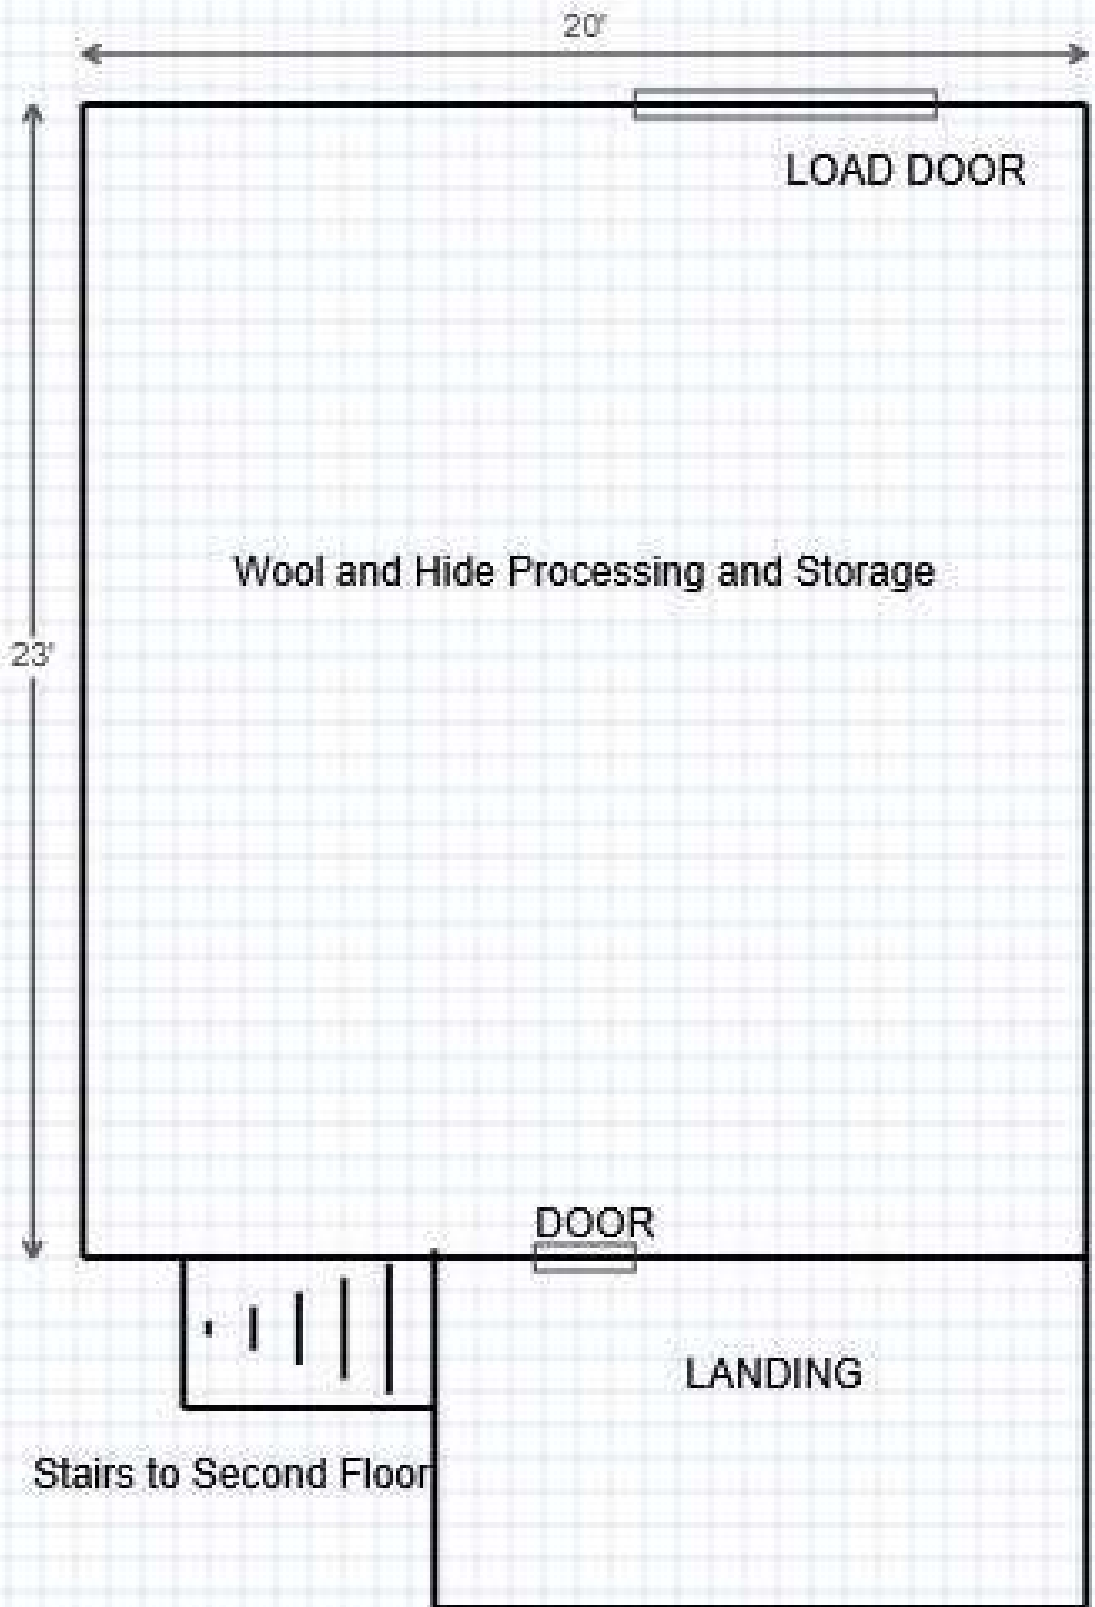 20'
LOAD DOOR
Wool and Hide Processing and Storage
23'
DOOR
LANDING
Stairs to Second Floor